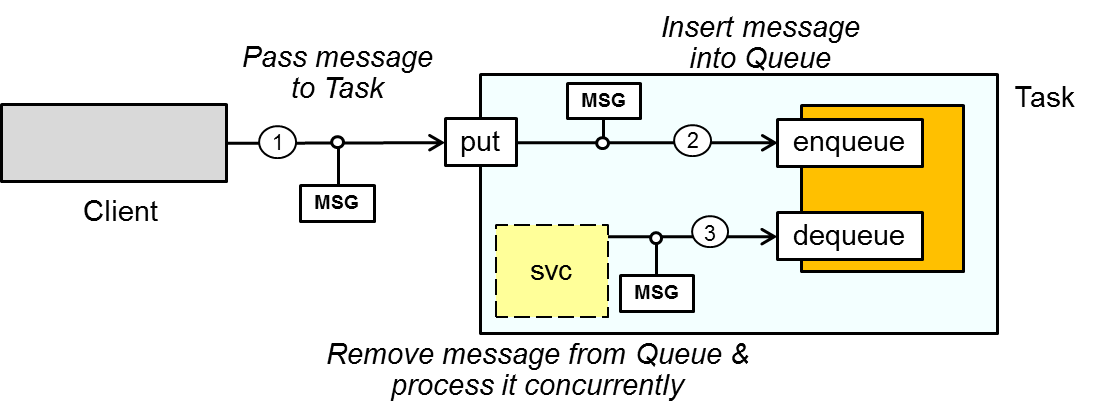 Insert message
into Queue
Pass message
to Task
Task
MSG
1
put
2
enqueue
MSG
Client
svc
3
dequeue
MSG
Remove message from Queue &
process it concurrently